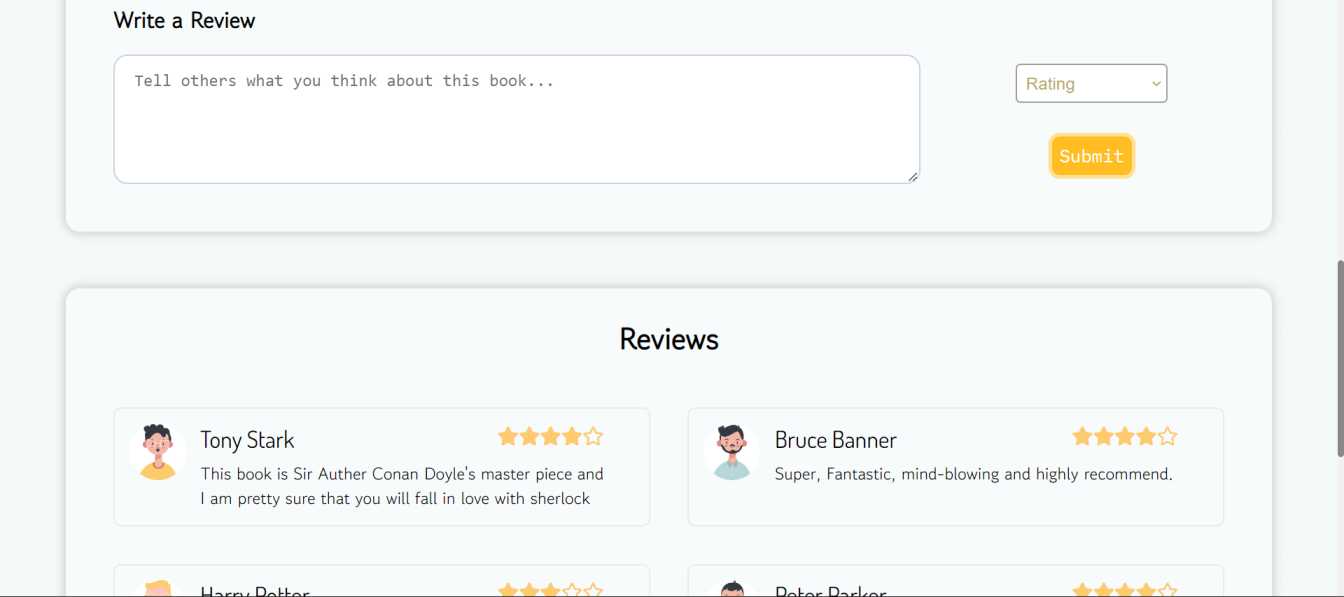 Write a Review
Tell others what you think about this book...
Rating
Submit
Reviews
Tony Stark
This book is Sir Auther Conan Doyle's master piece and
I am pretty sure that you will fall in love with sherlock
Bruce Banner
Super, Fantastic, mind-blowing and highly recommend.
Harry Potter
Peter Parker